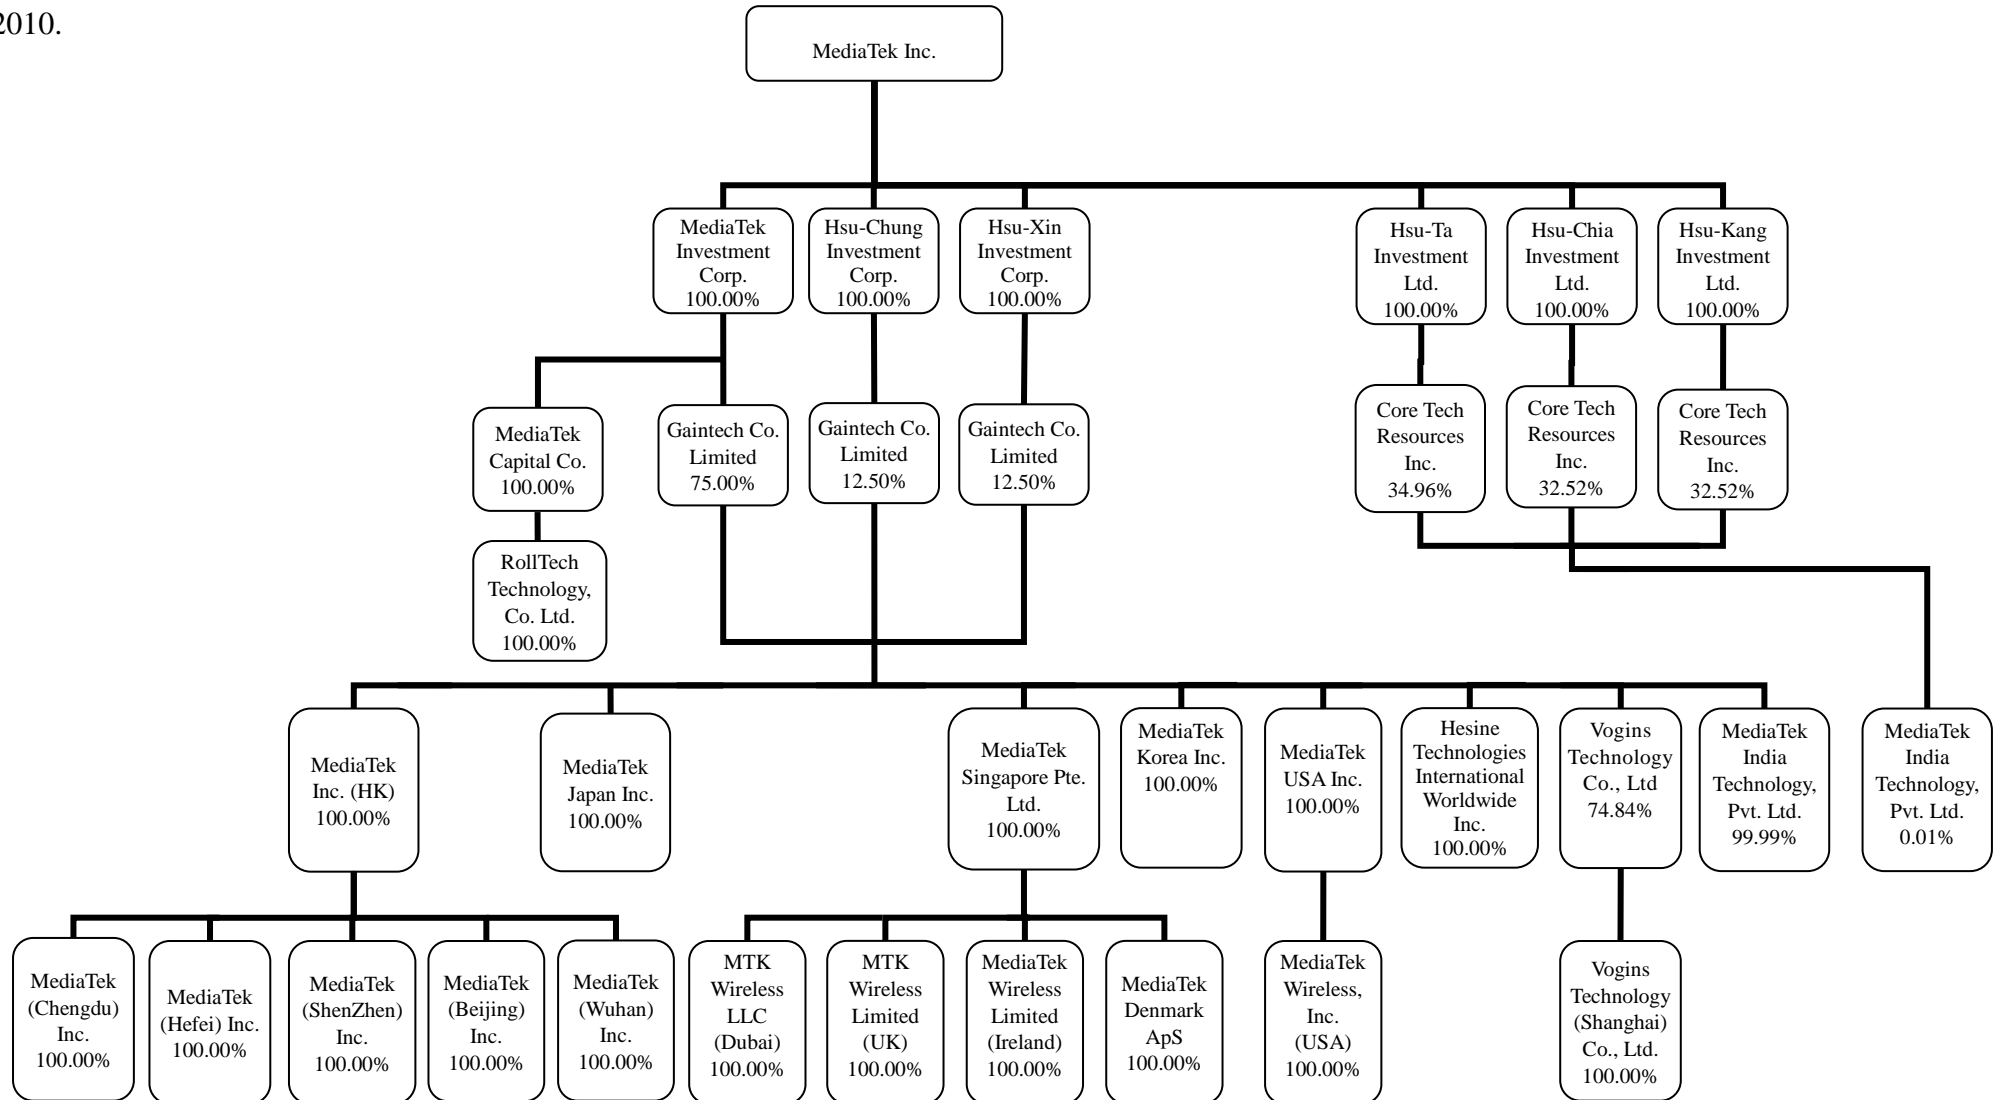 2010.
MediaTek Inc.
MediaTek
Investment
Corp.
100.00%
Hsu-Chung
Investment
Corp.
100.00%
Hsu-Xin
Investment
Corp.
100.00%
Hsu-Ta
Investment
Ltd.
100.00%
Hsu-Chia
Investment
Ltd.
100.00%
Hsu-Kang
Investment
Ltd.
100.00%
MediaTek
Capital Co.
100.00%
Gaintech Co.
Limited
75.00%
Gaintech Co.
Limited
12.50%
Gaintech Co.
Limited
12.50%
Core Tech
Resources
Inc.
34.96%
Core Tech
Resources
Inc.
32.52%
Core Tech
Resources
Inc.
32.52%
RollTech
Technology,
Co. Ltd.
100.00%
MediaTek
Inc. (HK)
100.00%
MediaTek
Japan Inc.
100.00%
MediaTek
Singapore Pte.
Ltd.
100.00%
MediaTek
Korea Inc.
100.00%
MediaTek
USA Inc.
100.00%
Hesine
Technologies
International
Worldwide
Inc.
100.00%
Vogins
Technology
Co., Ltd
74.84%
MediaTek
India
Technology,
Pvt. Ltd.
99.99%
MediaTek
India
Technology,
Pvt. Ltd.
0.01%
MediaTek
(Chengdu)
Inc.
100.00%
MediaTek
(Hefei) Inc.
100.00%
MediaTek
(ShenZhen)
Inc.
100.00%
MediaTek
(Beijing)
Inc.
100.00%
MediaTek
(Wuhan)
Inc.
100.00%
MTK
Wireless
LLC
(Dubai)
100.00%
MTK
Wireless
Limited
(UK)
100.00%
MediaTek
Wireless
Limited
(Ireland)
100.00%
MediaTek
Denmark
ApS
100.00%
MediaTek
Wireless,
Inc.
(USA)
100.00%
Vogins
Technology
(Shanghai)
Co., Ltd.
100.00%